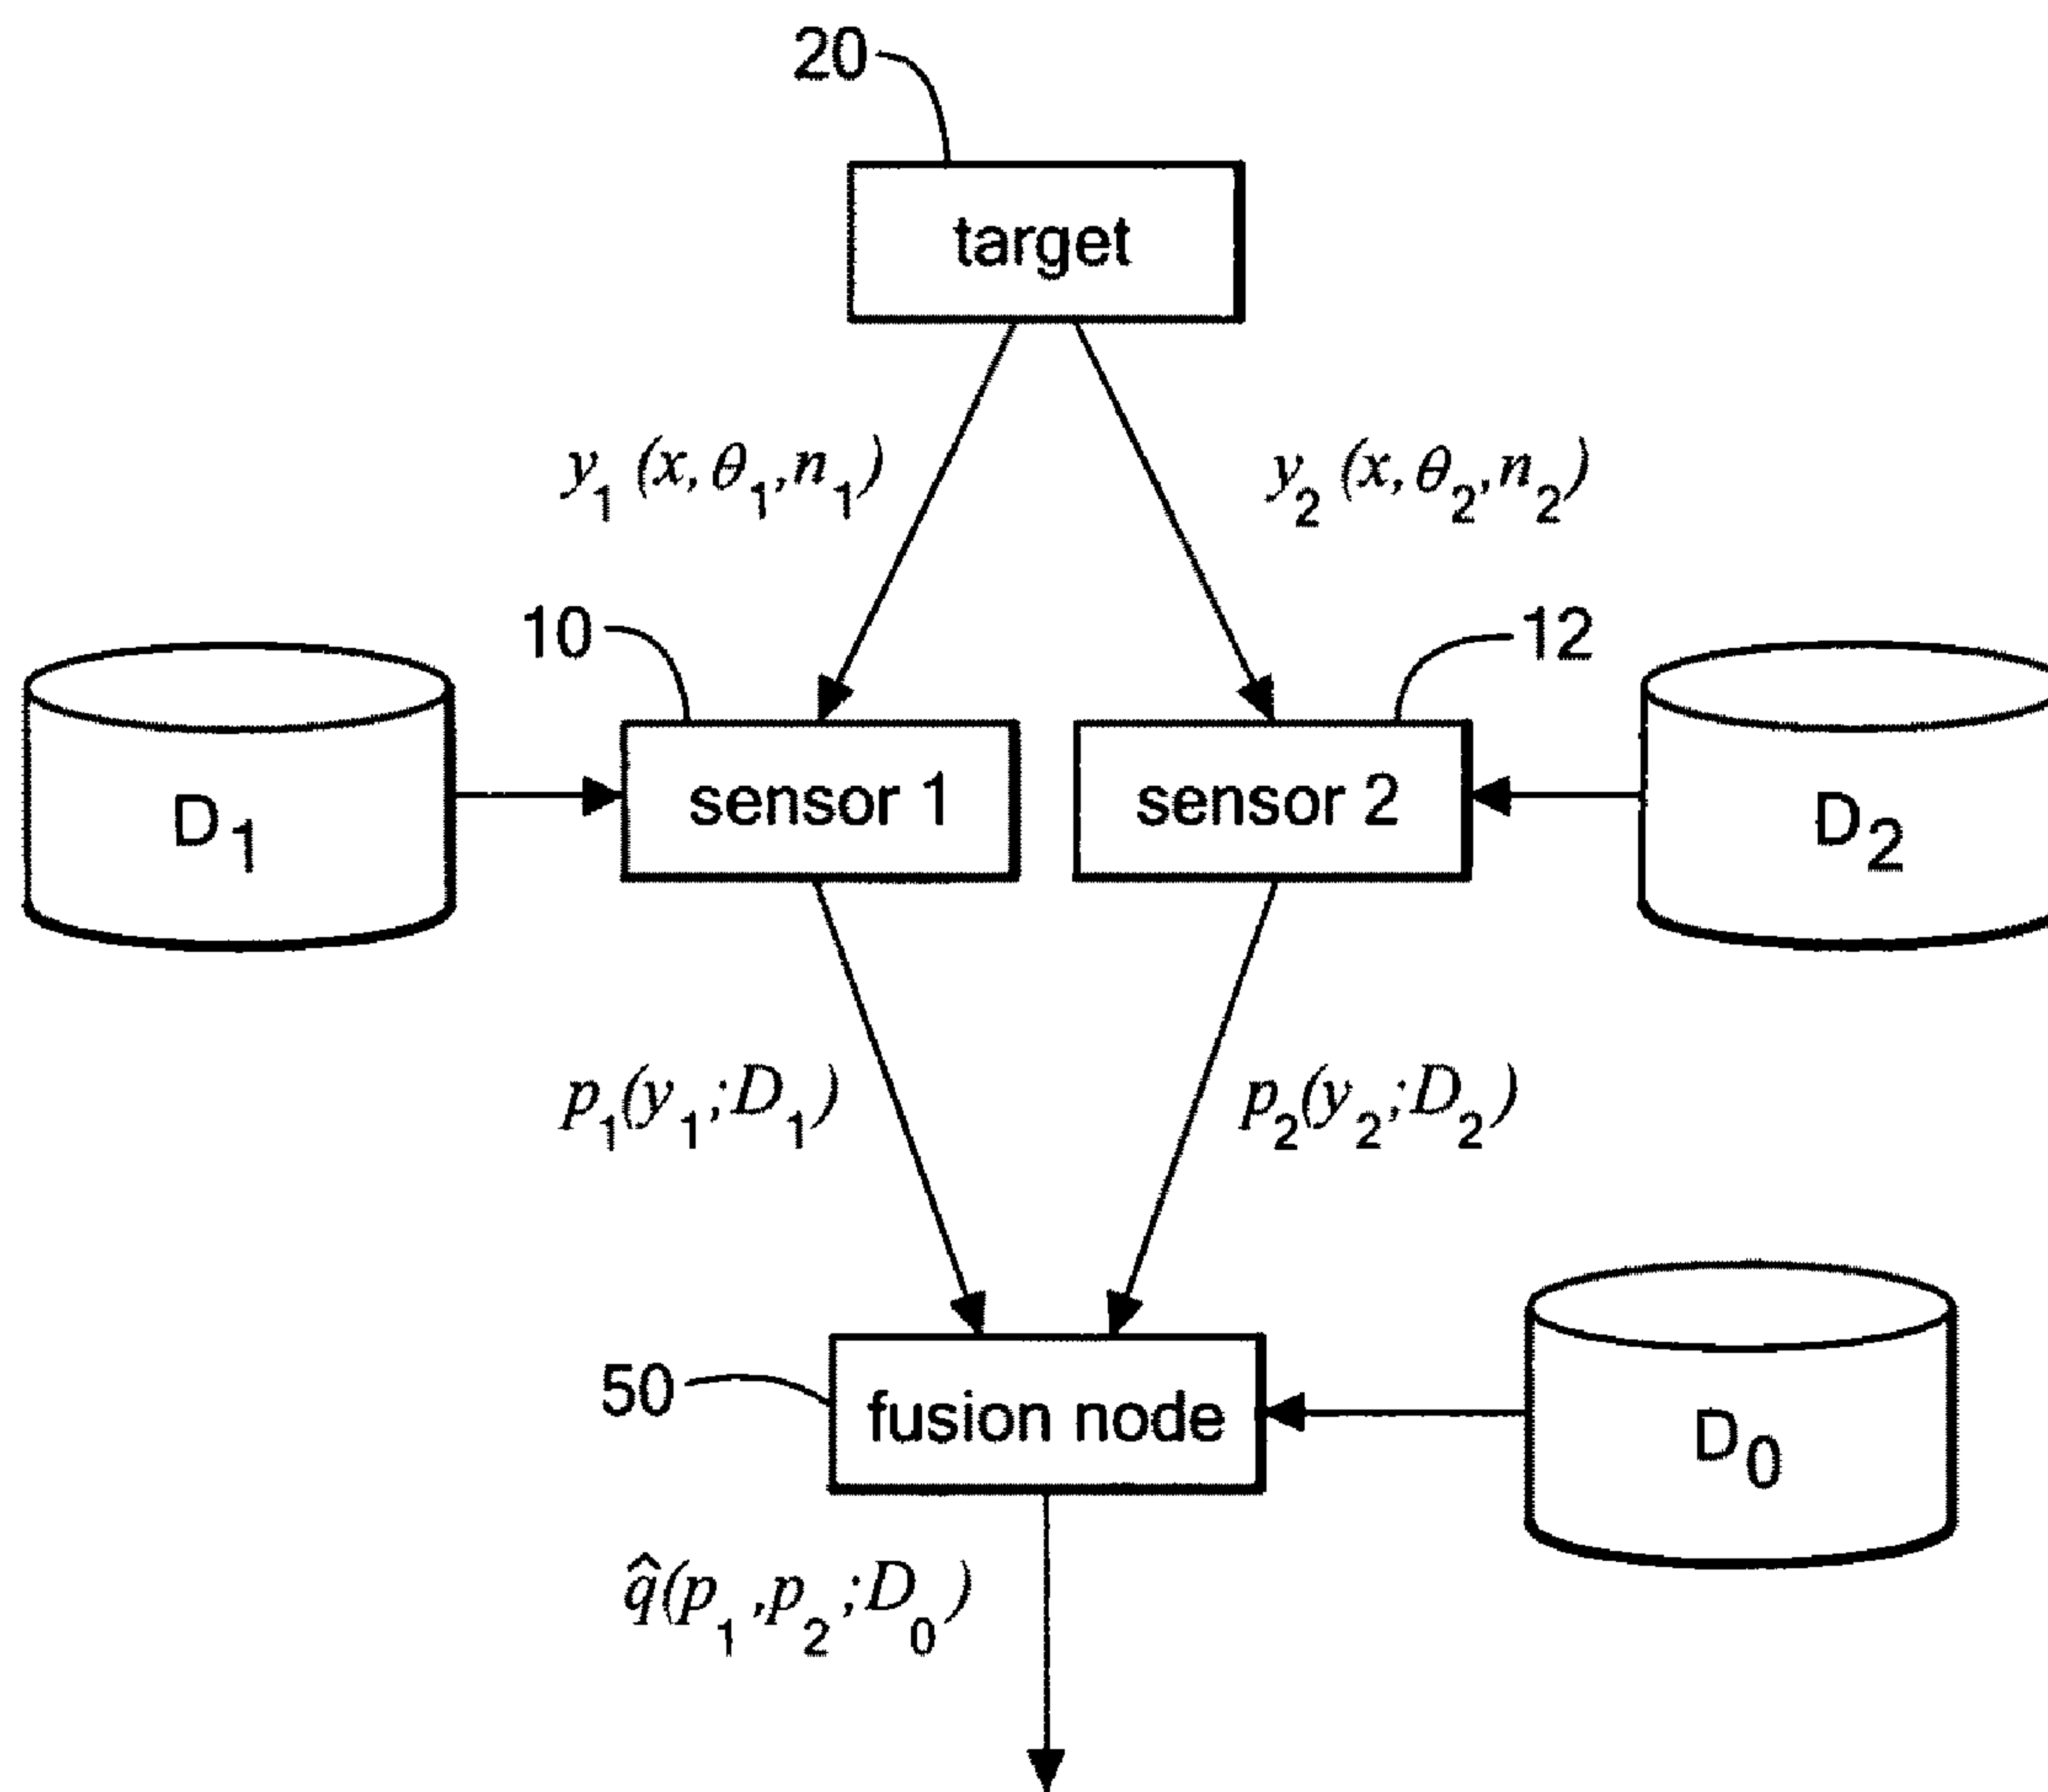 20
target
y₁ (x, θ₁, n₁)
y₂ (x, θ₂, n₂)
10
12
D₁
sensor 1
sensor 2
D₂
p₁(y₁;D₁)
p₂(y₂;D₂)
50
fusion node
D₀
q̂(p₁,p₂;D₀)